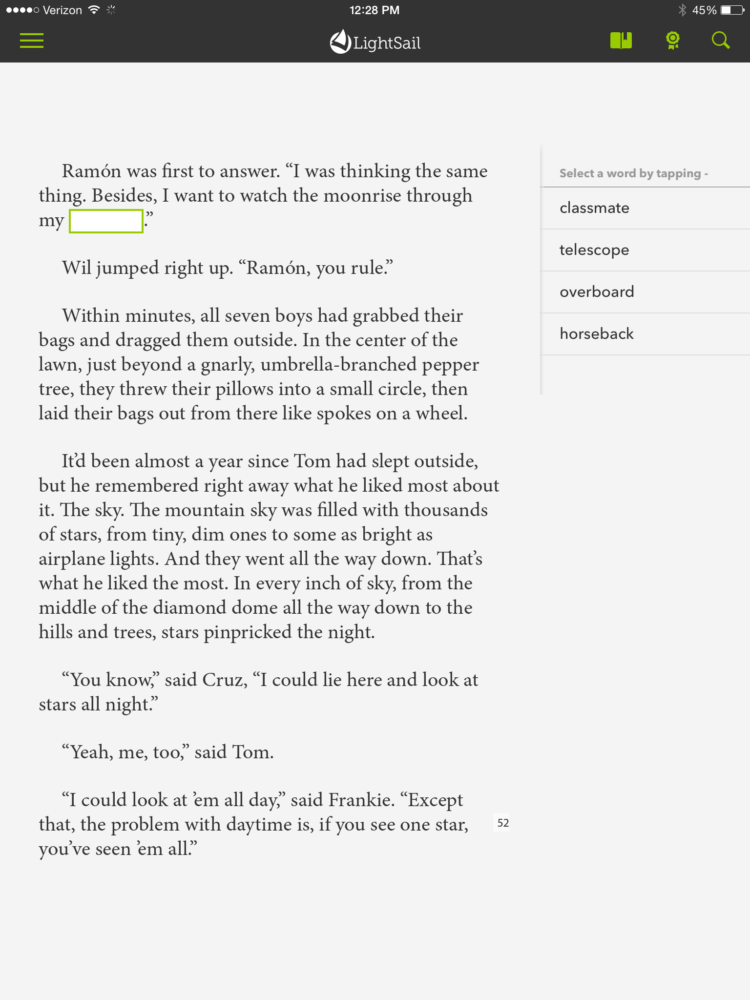 Verizon
12:28 PM
45%
LightSail
Ramón was first to answer. “I was thinking the same
thing. Besides, I want to watch the moonrise through
my .”
Wil jumped right up. “Ramón, you rule.”
Within minutes, all seven boys had grabbed their
bags and dragged them outside. In the center of the
lawn, just beyond a gnarly, umbrella-branched pepper
tree, they threw their pillows into a small circle, then
laid their bags out from there like spokes on a wheel.
It’d been almost a year since Tom had slept outside,
but he remembered right away what he liked most about
it. The sky. The mountain sky was filled with thousands
of stars, from tiny, dim ones to some as bright as
airplane lights. And they went all the way down. That’s
what he liked the most. In every inch of sky, from the
middle of the diamond dome all the way down to the
hills and trees, stars pinpricked the night.
“You know,” said Cruz, “I could lie here and look at
stars all night.”
“Yeah, me, too,” said Tom.
“I could look at ’em all day,” said Frankie. “Except
that, the problem with daytime is, if you see one star,
you’ve seen ’em all.”
52
Select a word by tapping -
classmate
telescope
overboard
horseback